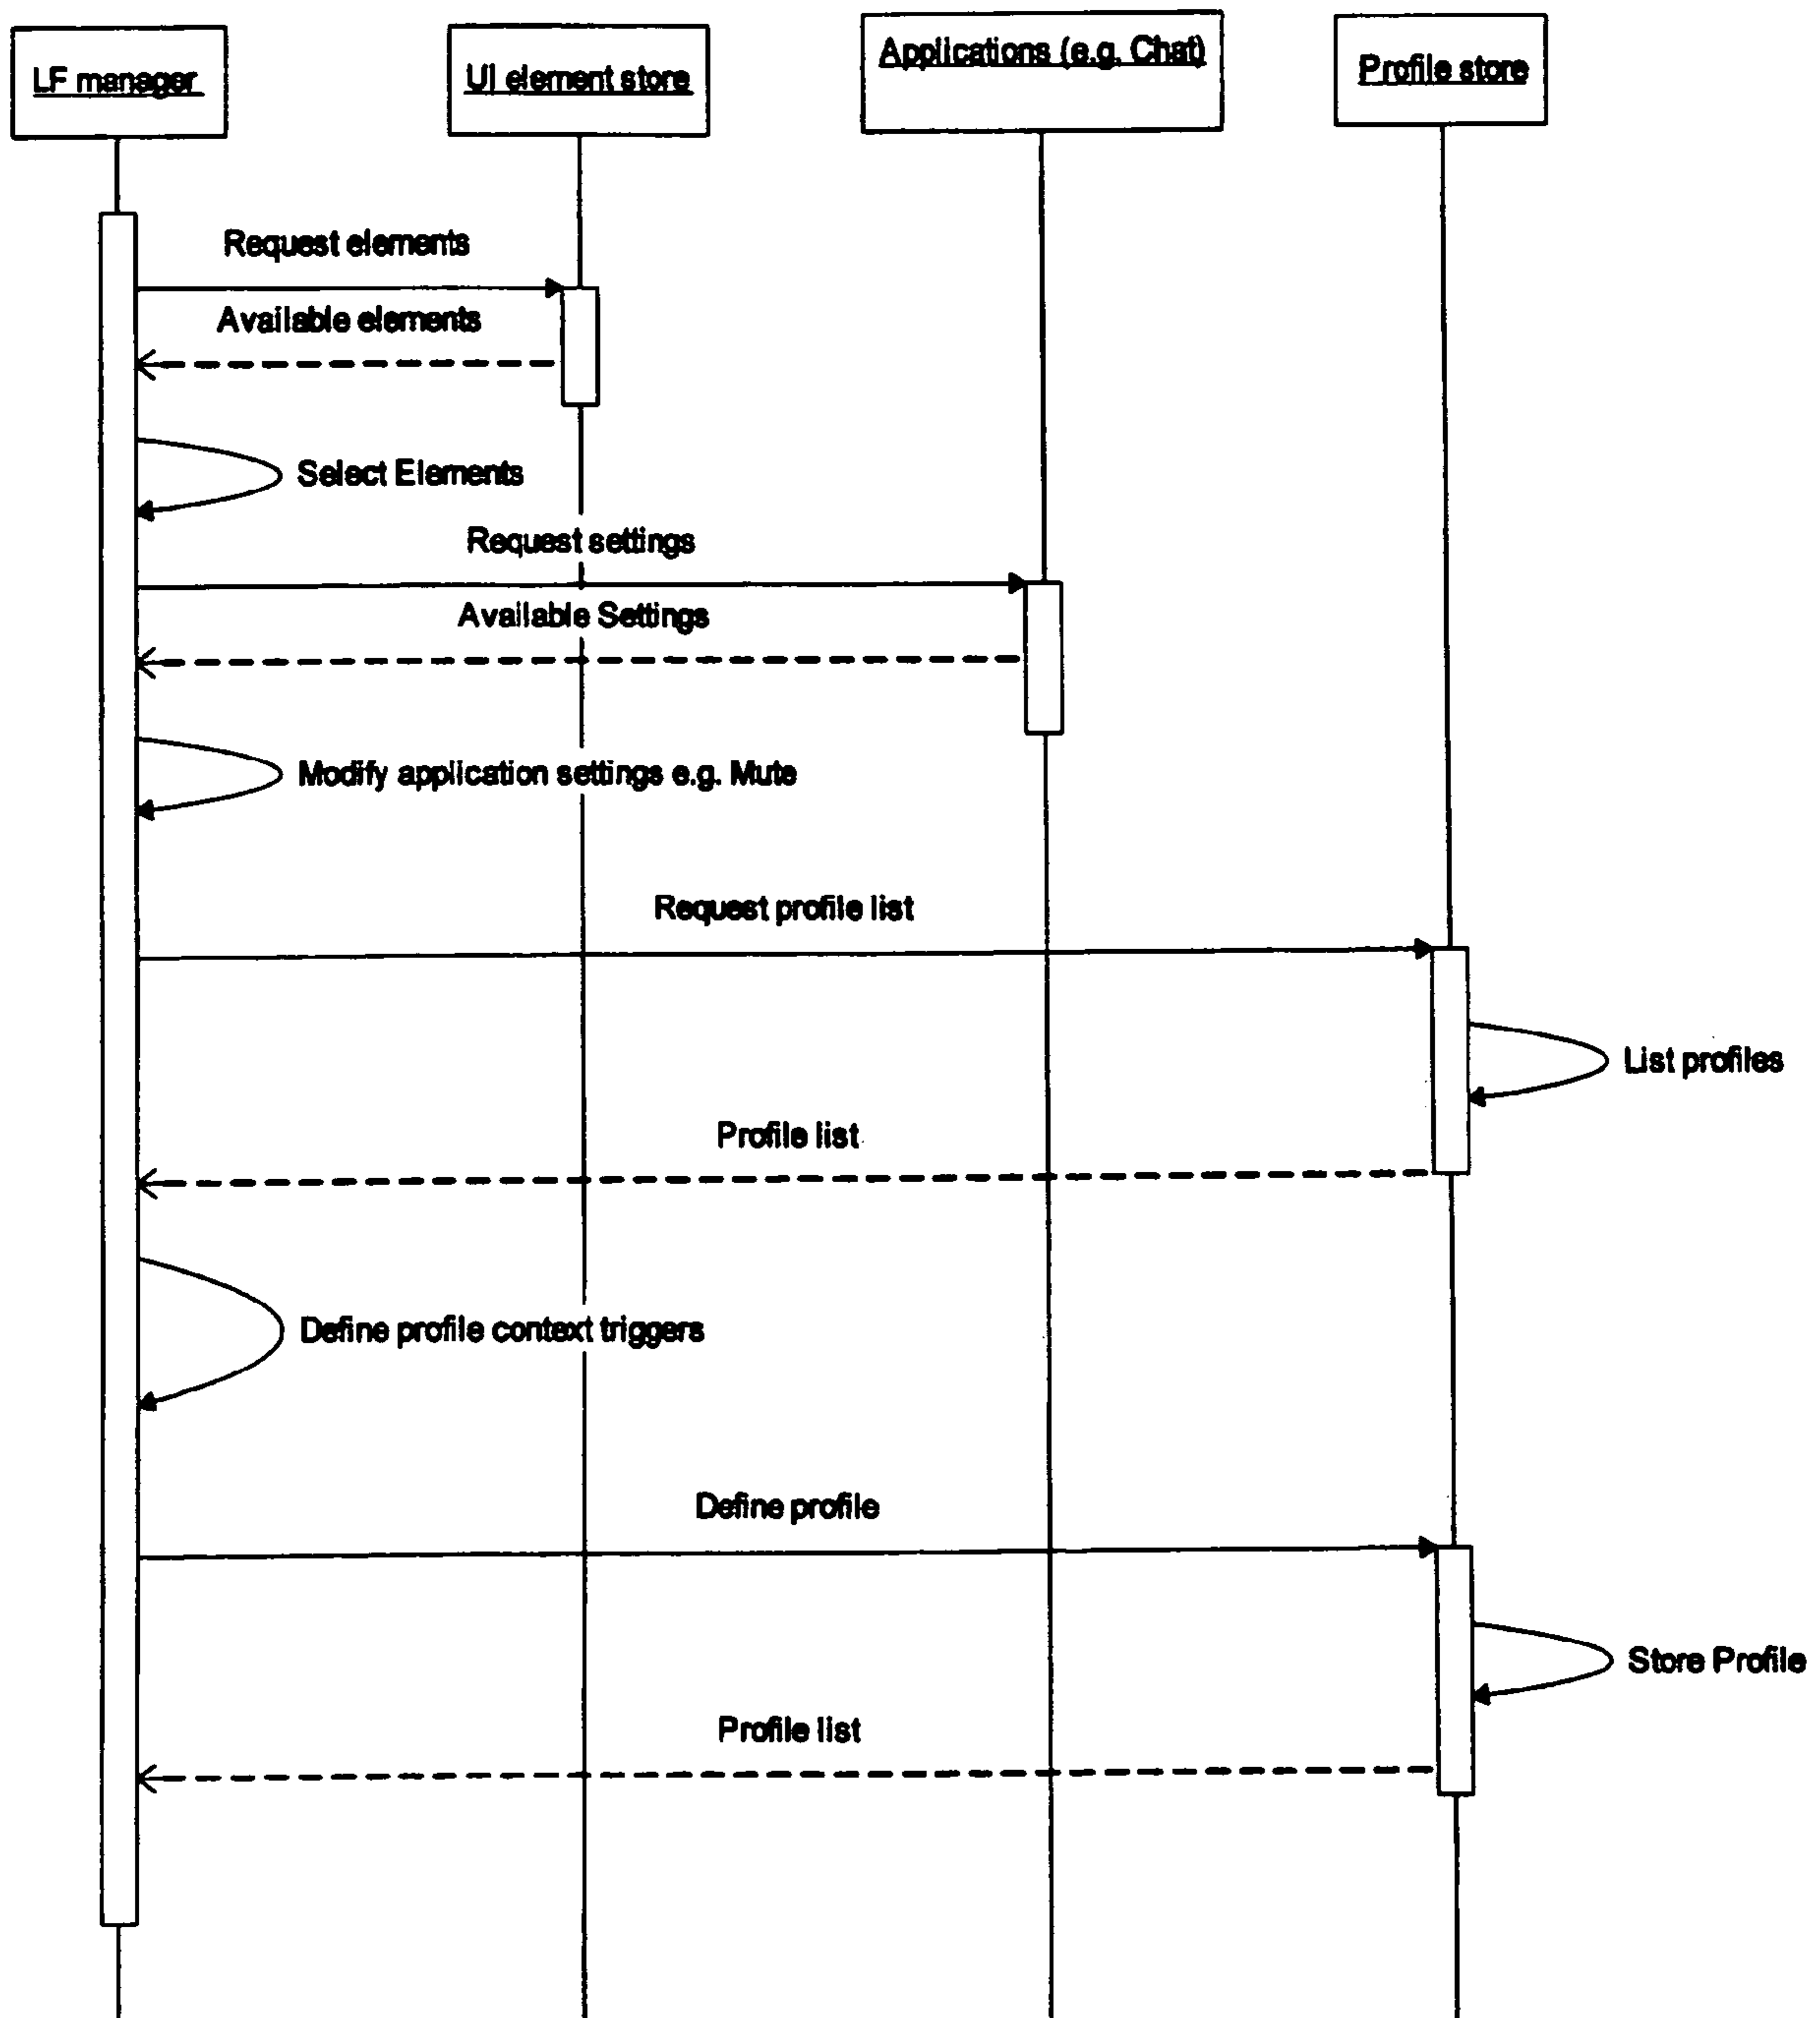 LF manager
UI element store
Applications (e.g. Chat)
Profile store
Request elements
Available elements
Select Elements
Request settings
Available Settings
Modify application settings e.g. Mute
Request profile list
List profiles
Profile list
Define profile context triggers
Define profile
Store Profile
Profile list